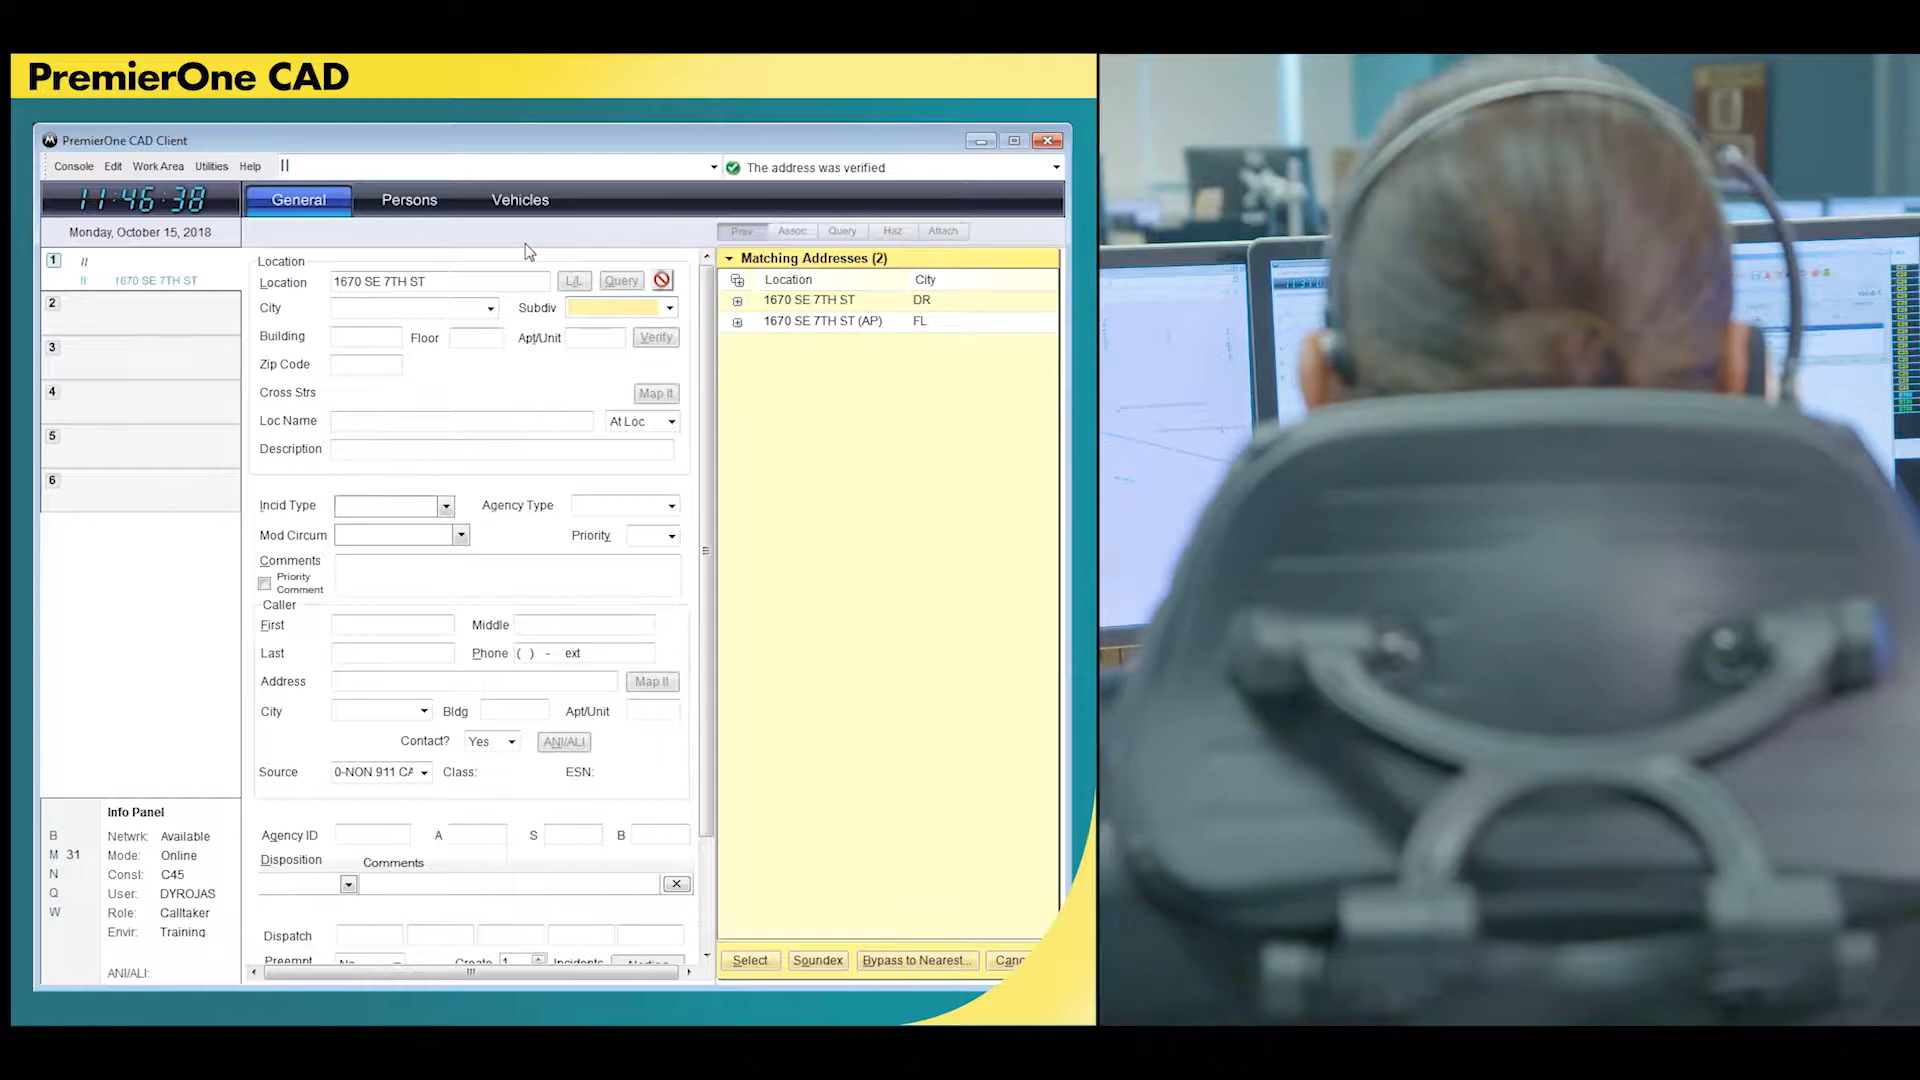 PremierOne CAD
PremierOne CAD Client
Console Edit Work Area Utilities Help
The address was verified
11:46:38
General Persons Vehicles
Monday, October 15, 2018
Prev Assoc Query Haz Attach
1 //
// 1670 SE 7TH ST
2
3
4
5
6
Location
Location 1670 SE 7TH ST L/L Query
City Subdiv
Building Floor Apt/Unit Verify
Zip Code
Cross Strs Map It
Loc Name At Loc
Description
Incid Type Agency Type
Mod Circum Priority
Comments
Priority
Comment
Caller
First Middle
Last Phone ( ) - ext
Address Map It
City Bldg Apt/Unit
Contact? Yes ANI/ALI
Source 0-NON 911 CA Class: ESN:
Agency ID A S B
Disposition Comments
Dispatch
Preempt No Create 1 Incidents
Matching Addresses (2)
Location City
1670 SE 7TH ST DR
1670 SE 7TH ST (AP) FL
Select Soundex Bypass to Nearest... Canc
Info Panel
B Netwrk: Available
M 31 Mode: Online
N Consl: C45
Q User: DYROJAS
W Role: Calltaker
Envir: Training
ANI/ALI: